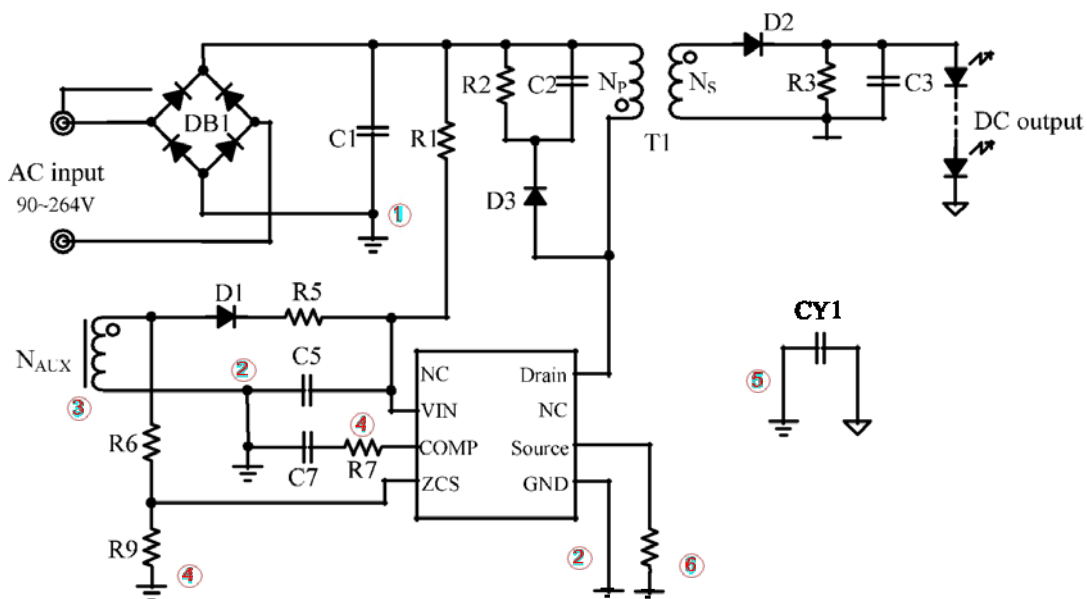 D2
R2
C2
NP
NS
R3
C3
DB1
C1
R1
T1
DC output
AC input
90~264V
①
D3
D1
R5
CY1
NAUX
②
C5
NC
Drain
⑤
③
VIN
NC
④
R6
C7
R7
COMP
Source
ZCS
GND
R9
④
②
⑥